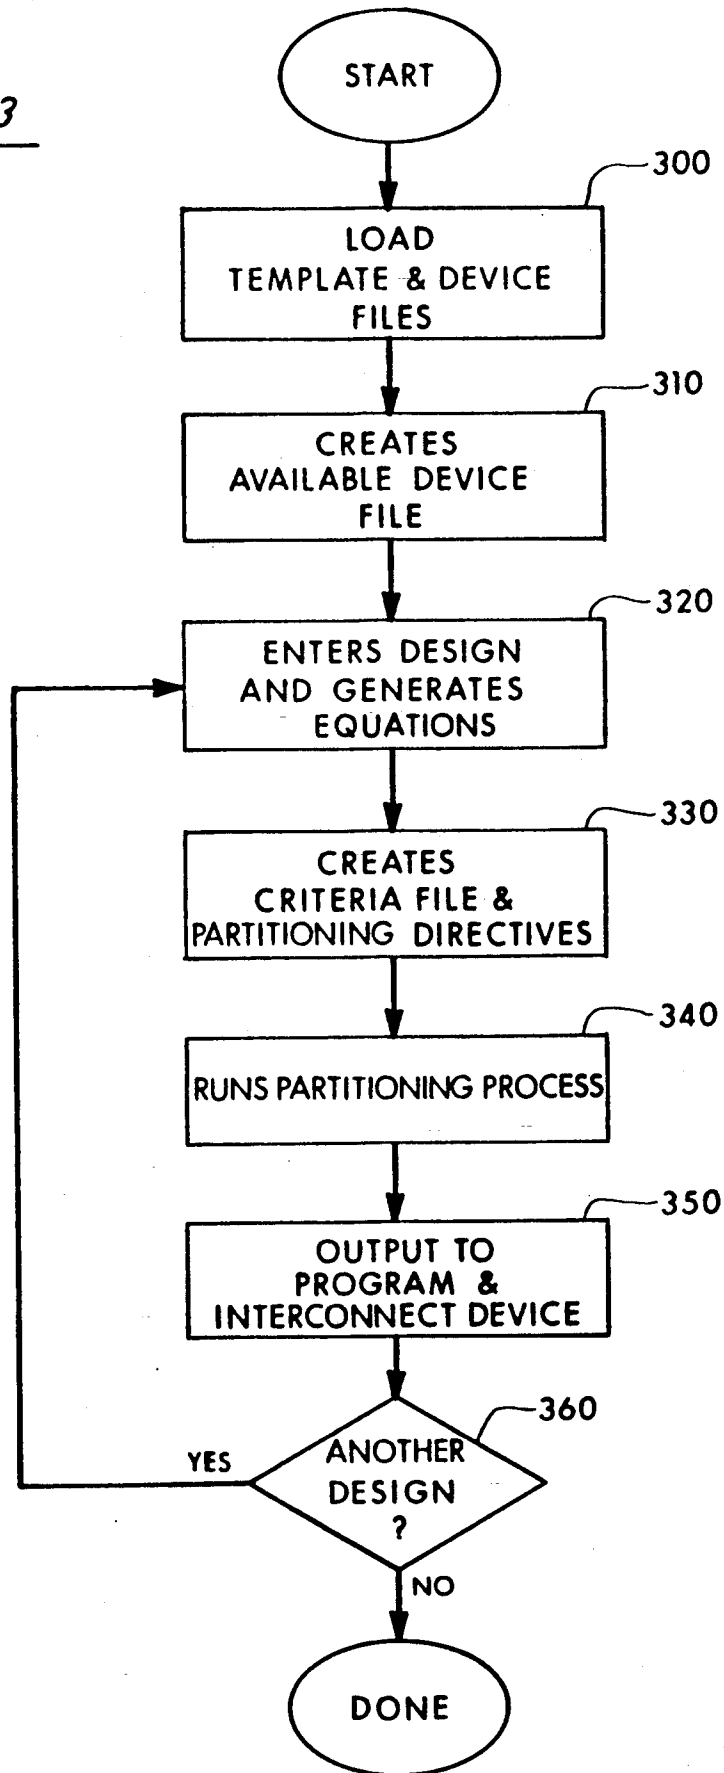 3
START
300
LOAD
TEMPLATE & DEVICE
FILES
310
CREATES
AVAILABLE DEVICE
FILE
320
ENTERS DESIGN
AND GENERATES
EQUATIONS
330
CREATES
CRITERIA FILE &
PARTITIONING DIRECTIVES
340
RUNS PARTITIONING PROCESS
350
OUTPUT TO
PROGRAM &
INTERCONNECT DEVICE
360
ANOTHER
DESIGN
?
YES
NO
DONE